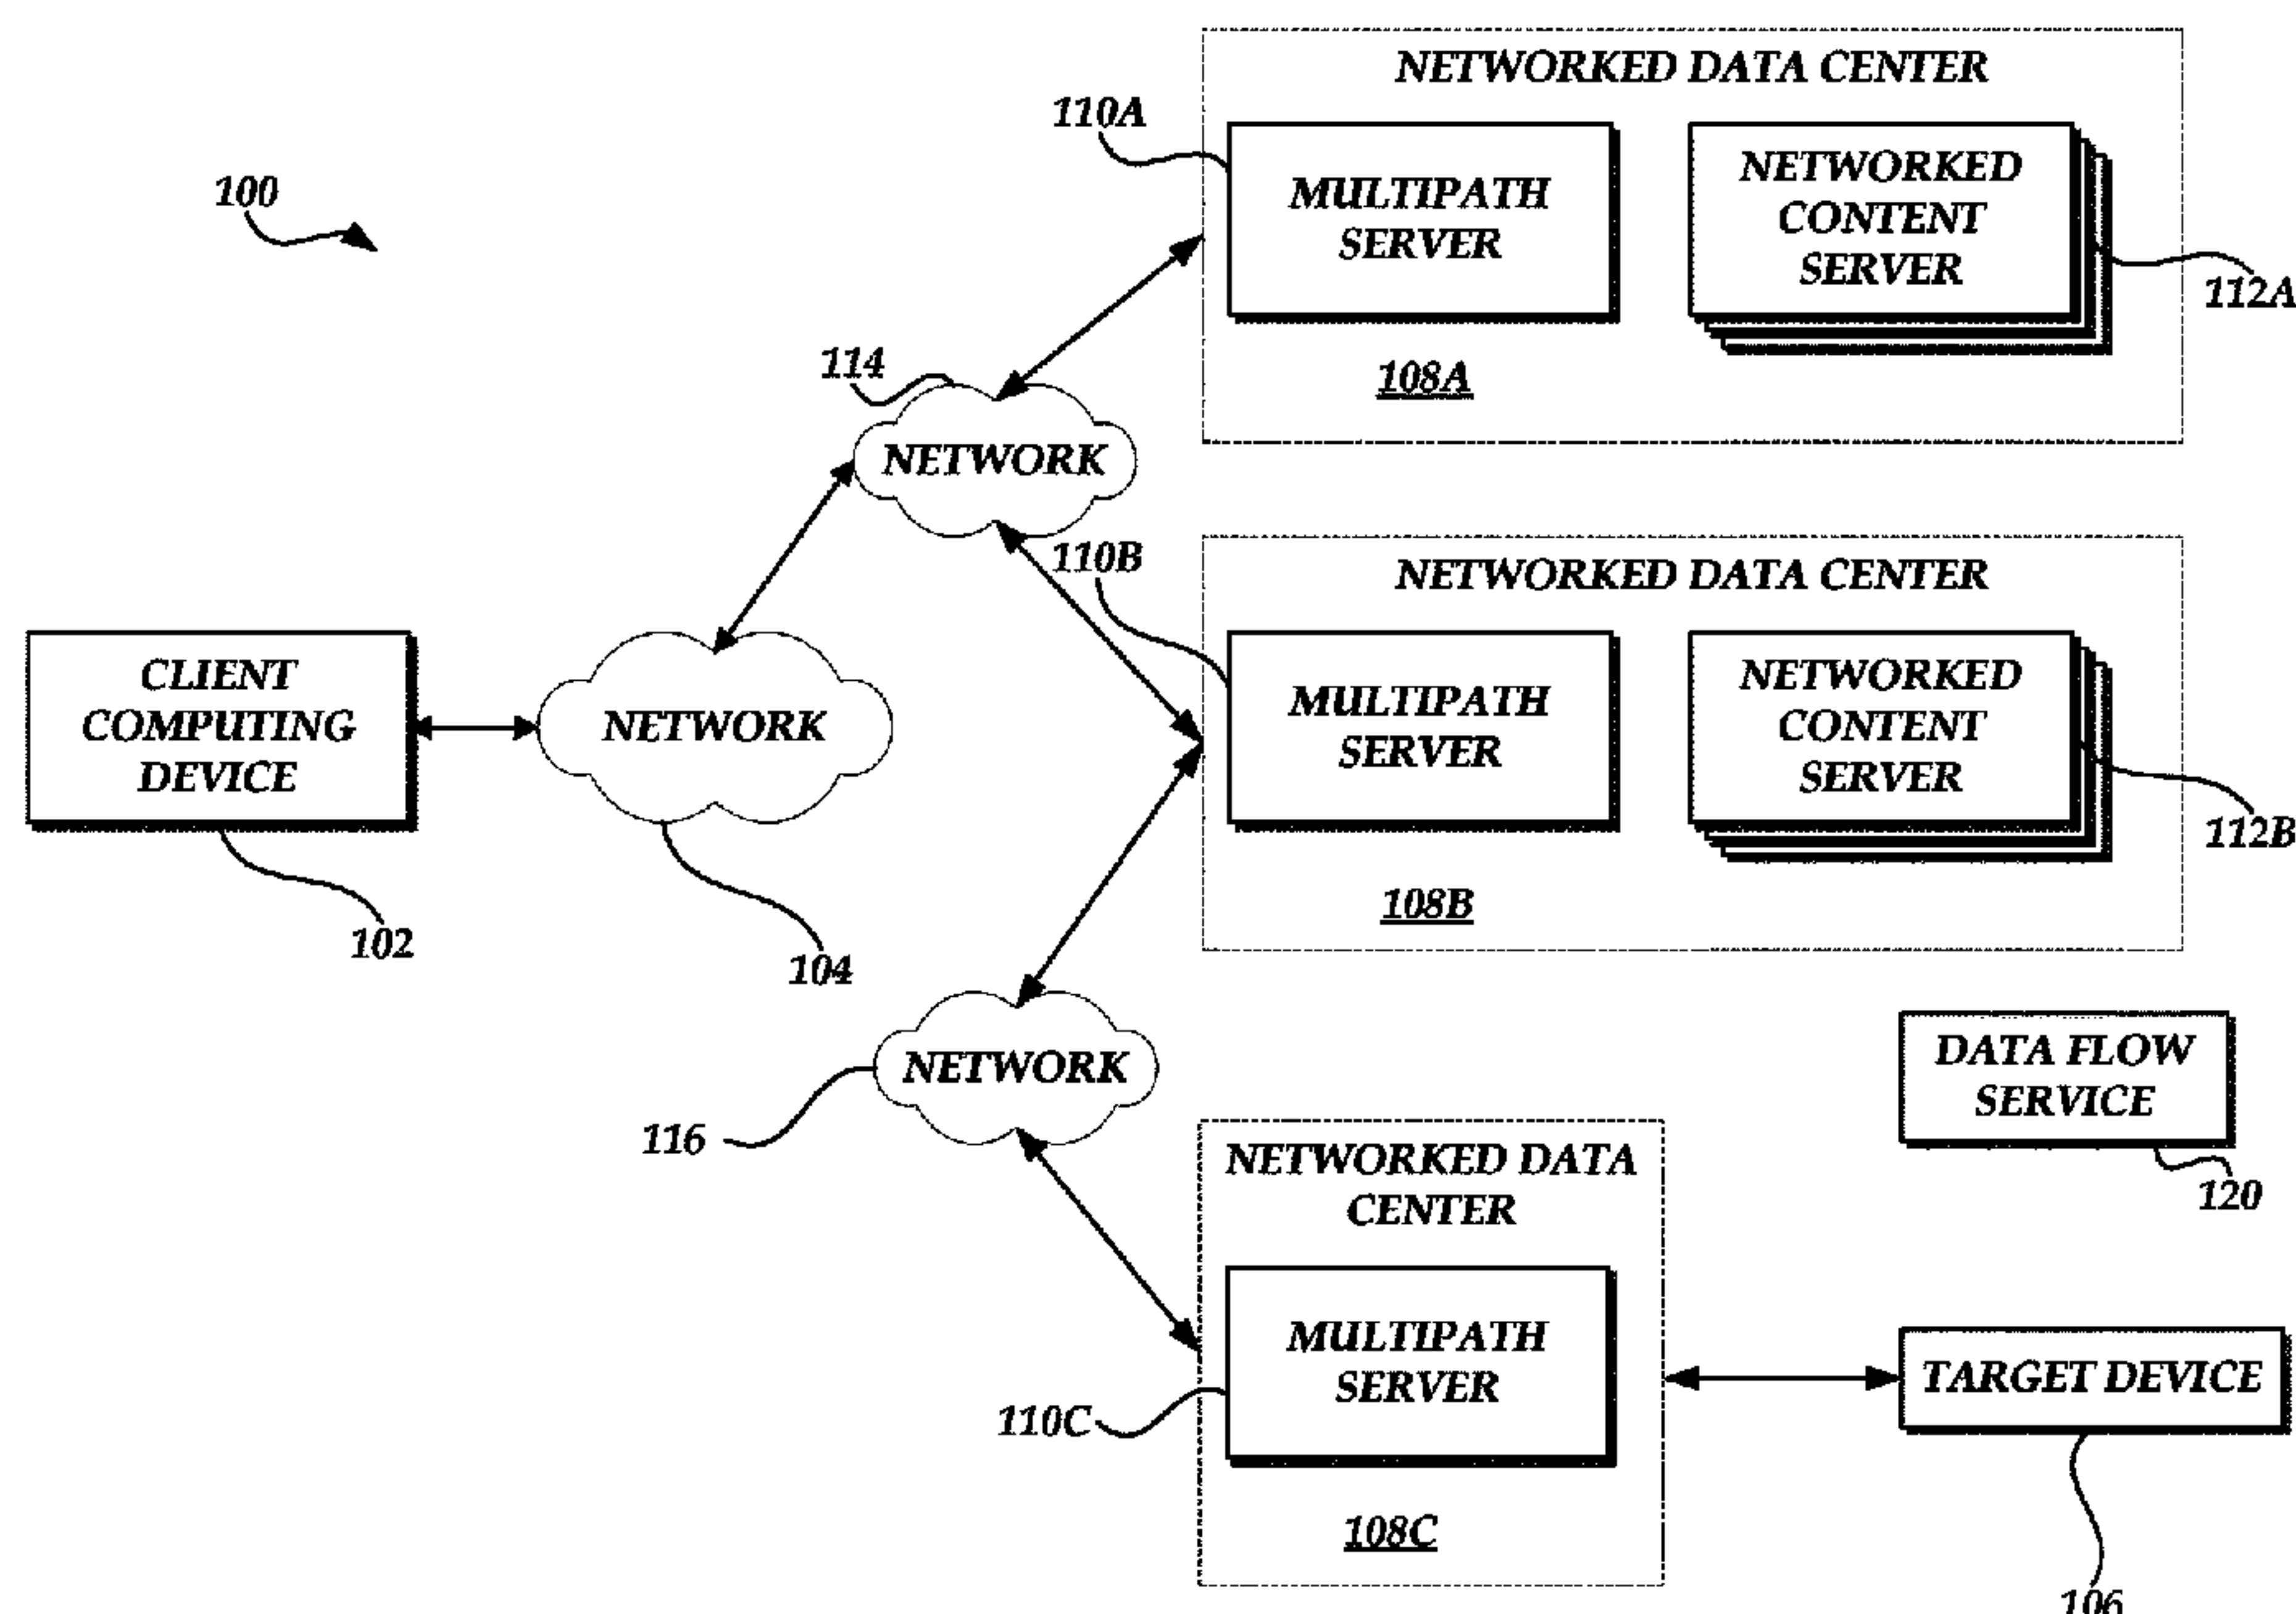 NETWORKED DATA CENTER
110A
MULTIPATH
SERVER
NETWORKED
CONTENT
SERVER
112A
108A
100
114
NETWORK
110B
NETWORKED DATA CENTER
MULTIPATH
SERVER
NETWORKED
CONTENT
SERVER
112B
108B
CLIENT
COMPUTING
DEVICE
102
NETWORK
104
NETWORK
116
DATA FLOW
SERVICE
120
NETWORKED DATA
CENTER
MULTIPATH
SERVER
110C
108C
TARGET DEVICE
106